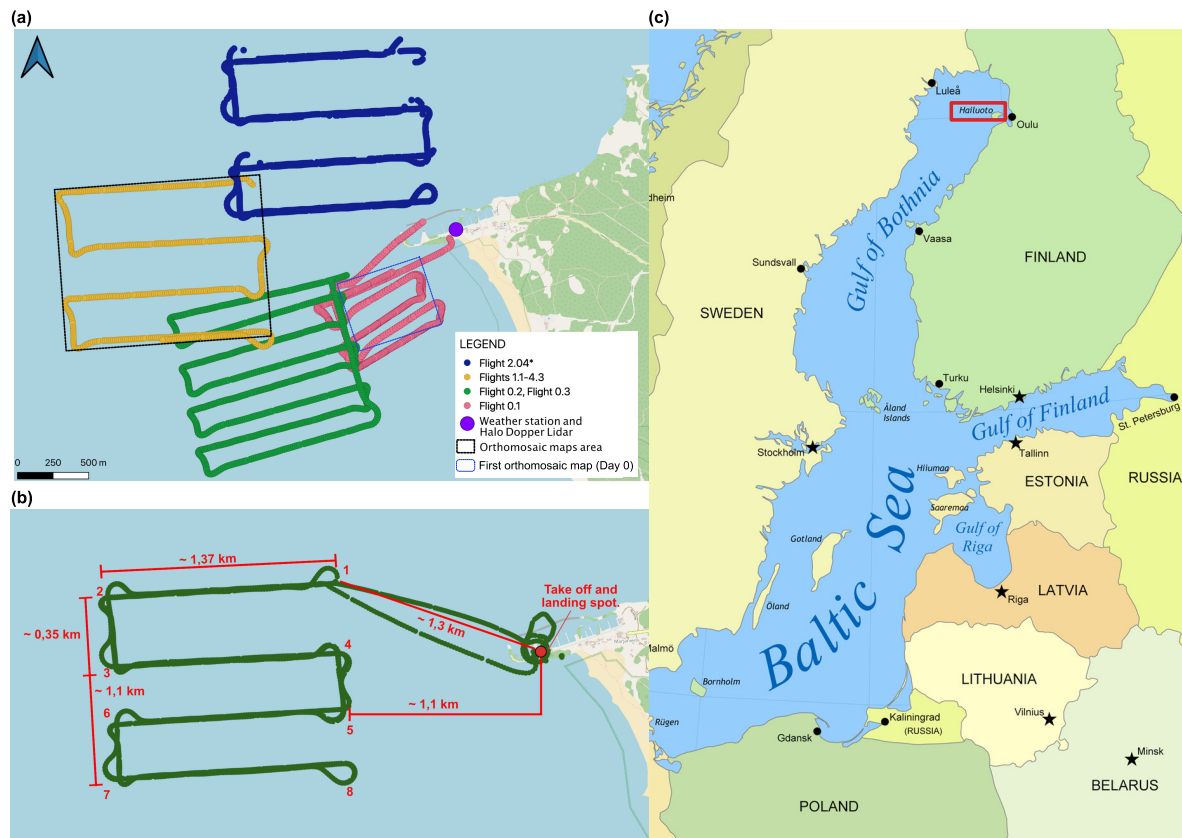 (a)
LEGEND
Flight 2.04*
Flights 1.1-4.3
Flight 0.2, Flight 0.3
Flight 0.1
Weather station and
Halo Dopper Lidar
Orthomosaic maps area
First orthomosaic map (Day 0)
0 250 500 m
(b)
~ 1,37 km
1
2
Take off and
landing spot.
~ 1,3 km
~ 0,35 km
4
3
~ 1,1 km
~ 1,1 km
6
5
7
8
(c)
Luleå
Hailuoto
Oulu
Gulf of Bothnia
Vaasa
FINLAND
Sundsvall
SWEDEN
Turku
Helsinki
Åland
Islands
Gulf of Finland
St. Petersburg
Stockholm
Tallinn
Hiiumaa
ESTONIA
RUSSIA
Saaremaa
Gulf of
Riga
Gotland
Baltic Sea
LATVIA
Riga
Öland
Malmö
LITHUANIA
Bornholm
Vilnius
Rügen
Kaliningrad
(RUSSIA)
Gdansk
Minsk
BELARUS
POLAND